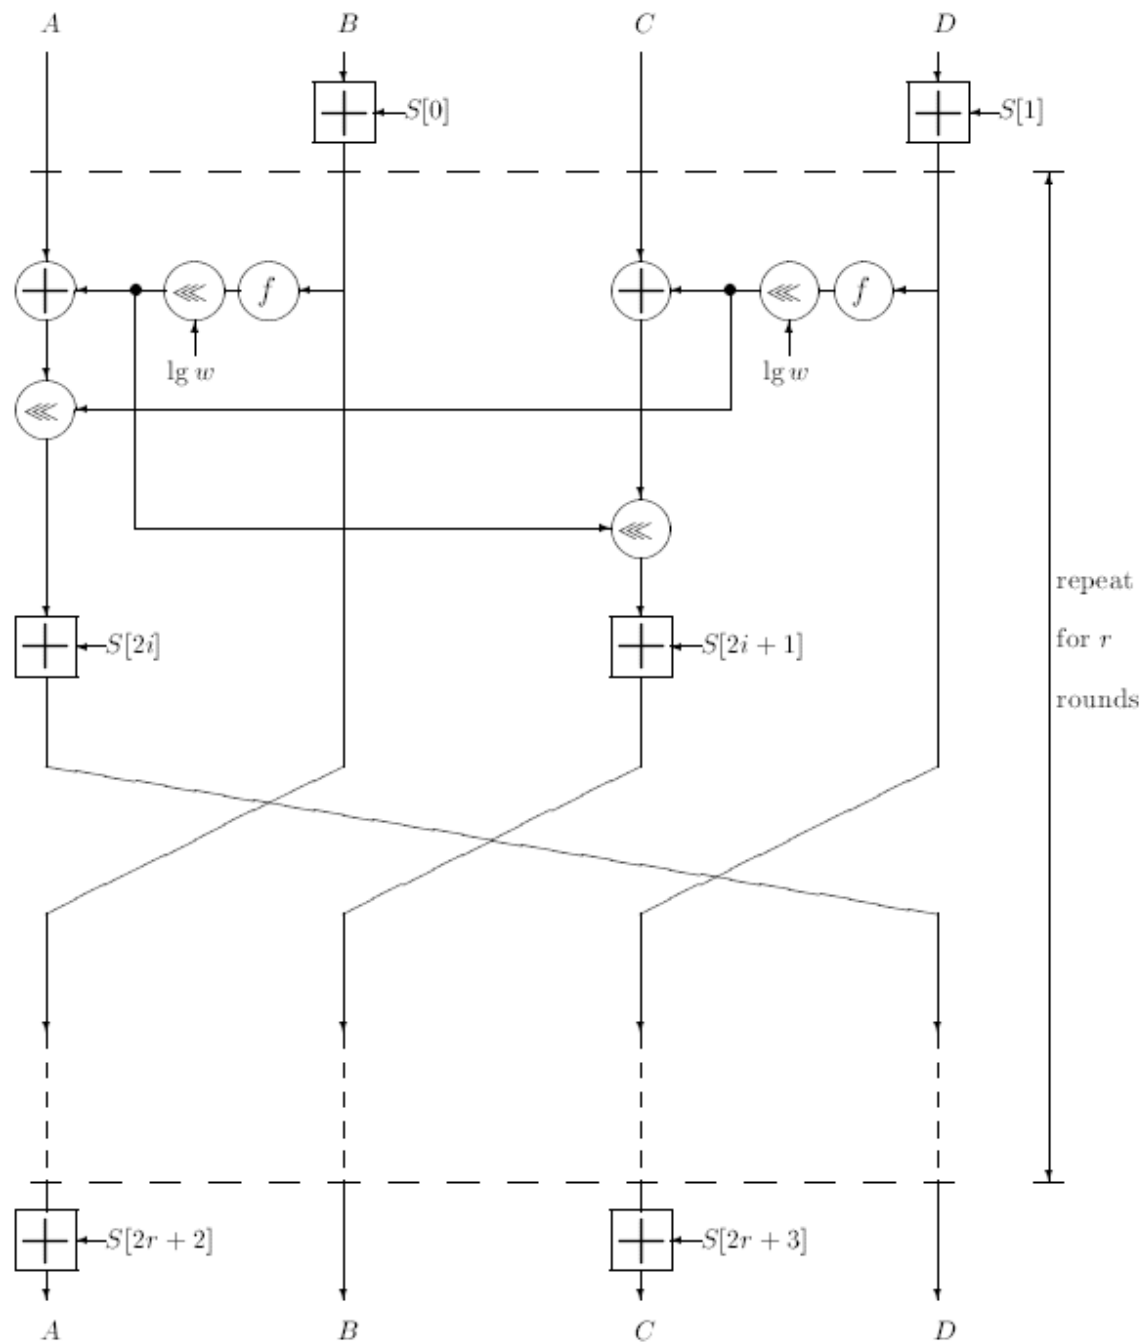 A B C D
S[0] S[1]
f f
lg w lg w
repeat
S[2i] S[2i + 1] for r
rounds
S[2r + 2] S[2r + 3]
A B C D